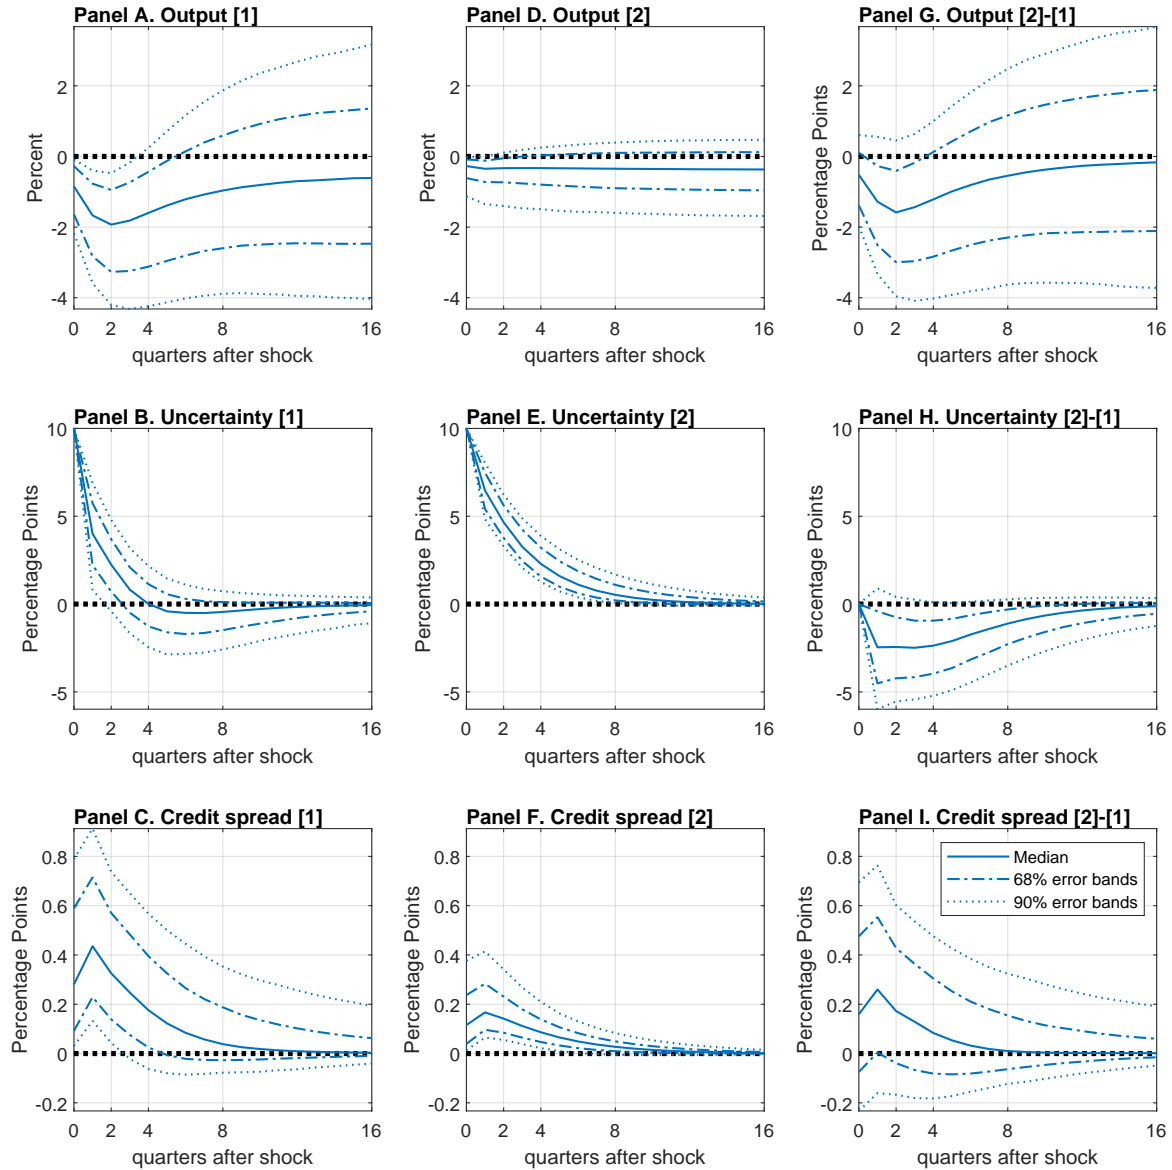 Panel A. Output [1]
Percent
2
0
-2
-4
0 2 4 8 16
quarters after shock
Panel D. Output [2]
Percent
2
0
-2
-4
0 2 4 8 16
quarters after shock
Panel G. Output [2]-[1]
Percentage Points
2
0
-2
-4
0 2 4 8 16
quarters after shock
Panel B. Uncertainty [1]
Percentage Points
10
5
0
-5
0 2 4 8 16
quarters after shock
Panel E. Uncertainty [2]
Percentage Points
10
5
0
-5
0 2 4 8 16
quarters after shock
Panel H. Uncertainty [2]-[1]
Percentage Points
10
5
0
-5
0 2 4 8 16
quarters after shock
Panel C. Credit spread [1]
Percentage Points
0.8
0.6
0.4
0.2
0
-0.2
0 2 4 8 16
quarters after shock
Panel F. Credit spread [2]
Percentage Points
0.8
0.6
0.4
0.2
0
-0.2
0 2 4 8 16
quarters after shock
Panel I. Credit spread [2]-[1]
Percentage Points
0.8
0.6
0.4
0.2
0
-0.2
Median
68% error bands
90% error bands
0 2 4 8 16
quarters after shock